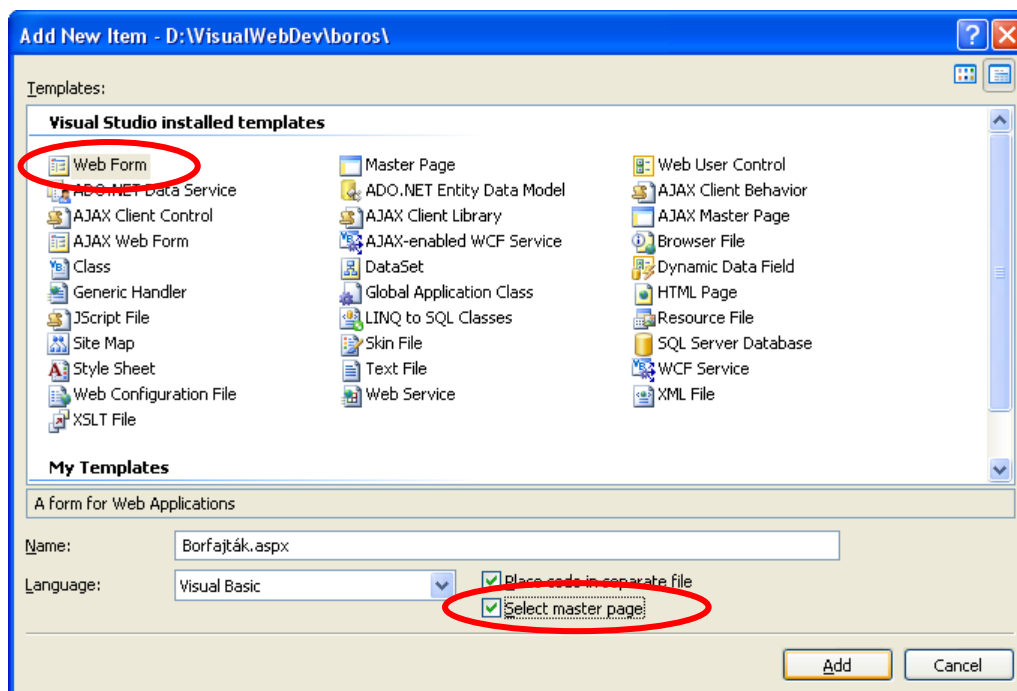 Add New Item - D:\VisualWebDev\boros\
Templates:
Visual Studio installed templates
Web Form Master Page Web User Control
ADO.NET Data Service ADO.NET Entity Data Model AJAX Client Behavior
AJAX Client Control AJAX Client Library AJAX Master Page
AJAX Web Form AJAX-enabled WCF Service Browser File
Class DataSet Dynamic Data Field
Generic Handler Global Application Class HTML Page
JScript File LINQ to SQL Classes Resource File
Site Map Skin File SQL Server Database
Style Sheet Text File WCF Service
Web Configuration File Web Service XML File
XSLT File
My Templates
A form for Web Applications
Name: Borfajták.aspx
Language: Visual Basic Place code in separate file
Select master page
Add Cancel